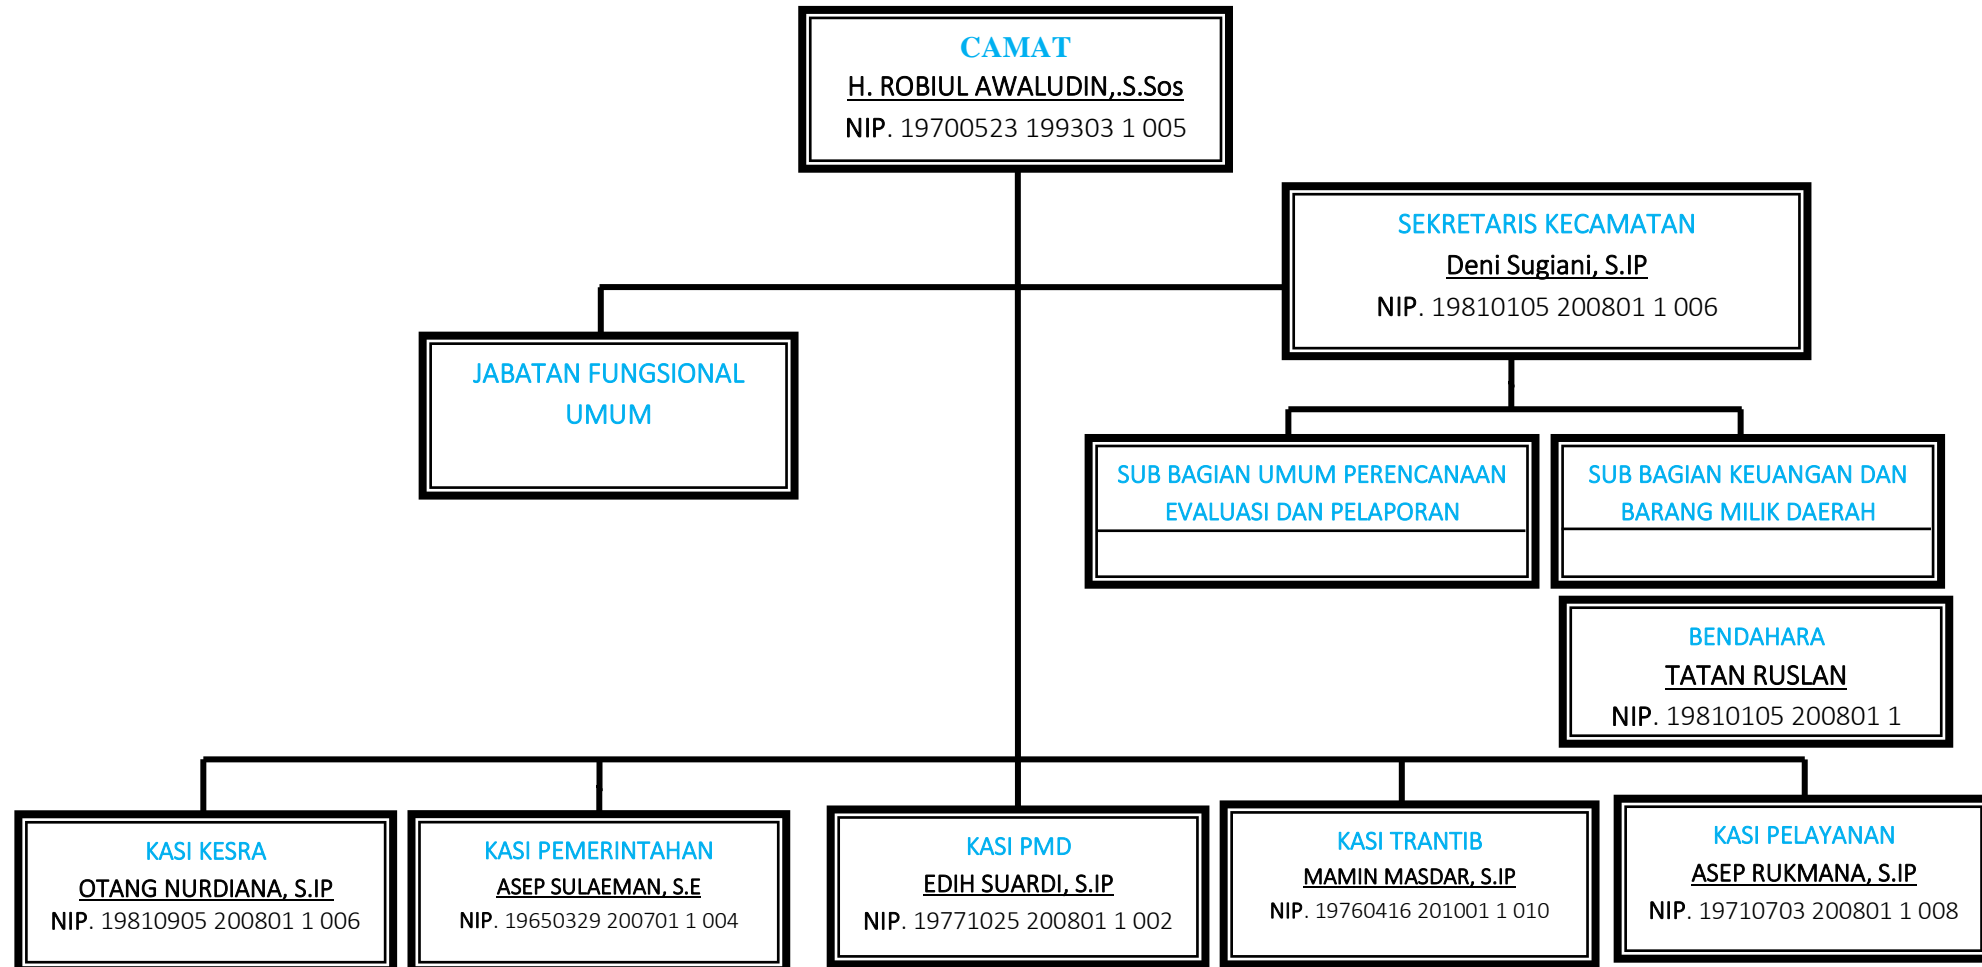 CAMAT
H. ROBIUL AWALUDIN,.S.Sos
NIP. 19700523 199303 1 005
SEKRETARIS KECAMATAN
Deni Sugiani, S.IP
NIP. 19810105 200801 1 006
JABATAN FUNGSIONAL
UMUM
SUB BAGIAN UMUM PERENCANAAN
EVALUASI DAN PELAPORAN
SUB BAGIAN KEUANGAN DAN
BARANG MILIK DAERAH
BENDAHARA
TATAN RUSLAN
NIP. 19810105 200801 1
KASI KESRA
OTANG NURDIANA, S.IP
NIP. 19810905 200801 1 006
KASI PEMERINTAHAN
ASEP SULAEMAN, S.E
NIP. 19650329 200701 1 004
KASI PMD
EDIH SUARDI, S.IP
NIP. 19771025 200801 1 002
KASI TRANTIB
MAMIN MASDAR, S.IP
NIP. 19760416 201001 1 010
KASI PELAYANAN
ASEP RUKMANA, S.IP
NIP. 19710703 200801 1 008